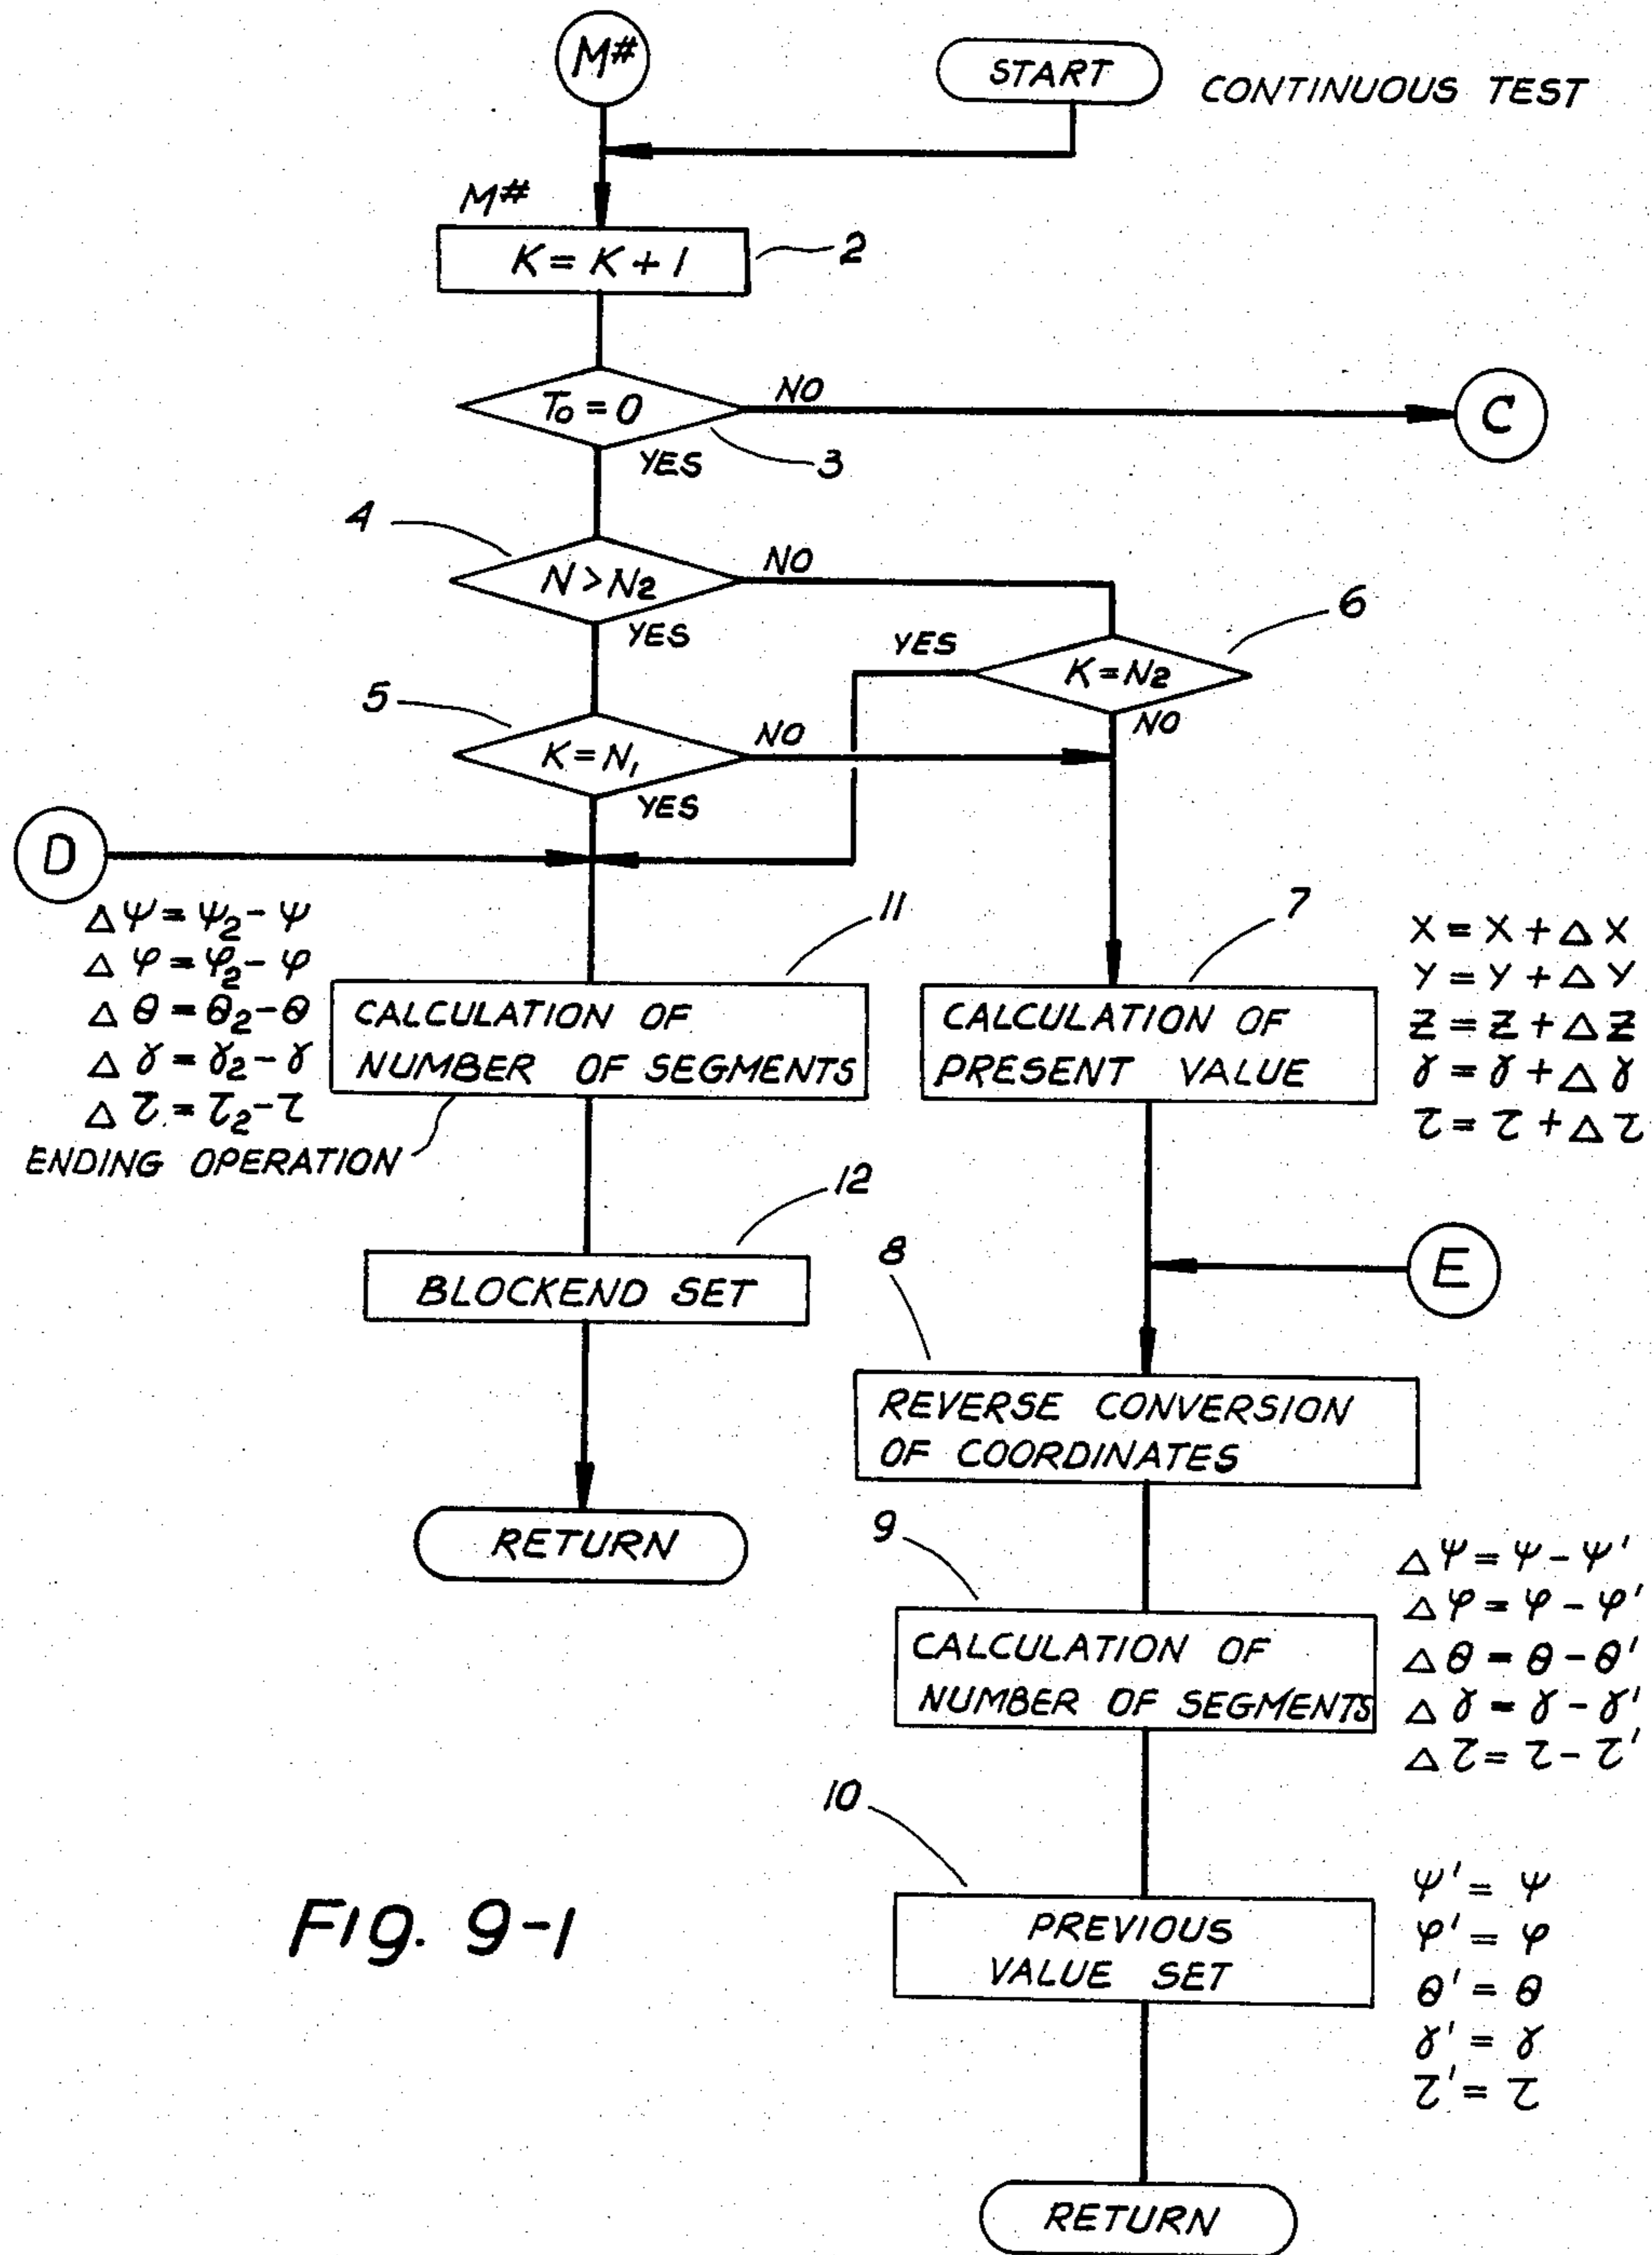 M#
START
CONTINUOUS TEST
M#
K = K + 1
2
T0 = 0
NO
C
YES
3
4
N > N2
NO
YES
6
YES
K = N2
NO
5
K = N1
NO
YES
D
Δψ = ψ2 - ψ
Δφ = φ2 - φ
Δθ = θ2 - θ
Δγ = γ2 - γ
Δτ = τ2 - τ
ENDING OPERATION
11
CALCULATION OF
NUMBER OF SEGMENTS
7
CALCULATION OF
PRESENT VALUE
X = X + ΔX
Y = Y + ΔY
Z = Z + ΔZ
γ = γ + Δγ
τ = τ + Δτ
12
BLOCKEND SET
RETURN
E
8
REVERSE CONVERSION
OF COORDINATES
9
CALCULATION OF
NUMBER OF SEGMENTS
Δψ = ψ - ψ'
Δφ = φ - φ'
Δθ = θ - θ'
Δγ = γ - γ'
Δτ = τ - τ'
10
PREVIOUS
VALUE SET
ψ' = ψ
φ' = φ
θ' = θ
γ' = γ
τ' = τ
RETURN
FIG. 9-1